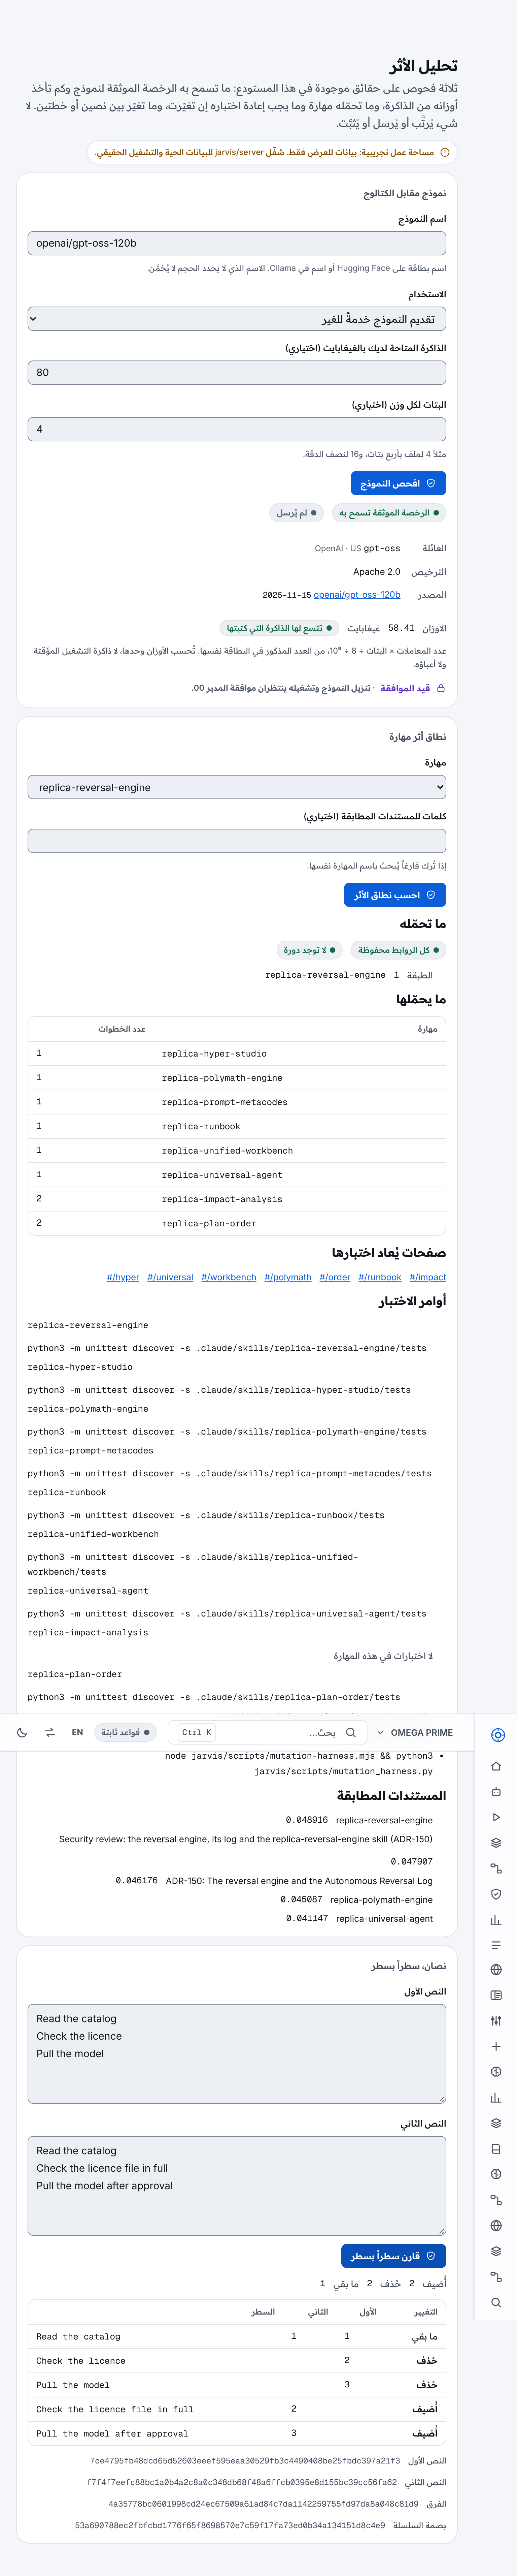 تحليل الأثر
ثلاثة فحوص على حقائق موجودة في هذا المستودع: ما تسمح به الرخصة الموثقة لنموذج وكم تأخذ
أوزانه من الذاكرة، وما تحمّله مهارة وما يجب إعادة اختباره إن تغيّرت، وما تغيّر بين نصين أو خطتين. لا
شيء يُرتَّب أو يُرسل أو يُثبَّت.
مساحة عمل تجريبية: بيانات للعرض فقط. شغّل jarvis/server للبيانات الحية والتشغيل الحقيقي.
نموذج مقابل الكتالوج
اسم النموذج
openai/gpt-oss-120b
اسم بطاقة على Hugging Face أو اسم في Ollama. الاسم الذي لا يحدد الحجم لا يُخمَّن.
الاستخدام
تقديم النموذج خدمةً للغير
الذاكرة المتاحة لديك بالغيغابايت (اختياري)
80
البتات لكل وزن (اختياري)
4
مثلاً 4 لملف بأربع بتات، و16 لنصف الدقة.
افحص النموذج
الرخصة الموثقة تسمح به
لم يُرسل
العائلة gpt-oss OpenAI · US
الترخيص Apache 2.0
المصدر openai/gpt-oss-120b 2026-11-15
الأوزان 58.41 غيغابايت تتسع لها الذاكرة التي كتبتها
عدد المعاملات × البتات ÷ 8 ÷ 10⁹، من العدد المذكور في البطاقة نفسها. تُحسب الأوزان وحدها، لا ذاكرة التشغيل المؤقتة
ولا أعباؤه.
قيد الموافقة · تنزيل النموذج وتشغيله ينتظران موافقة المدير 00.
نطاق أثر مهارة
مهارة
replica-reversal-engine
كلمات للمستندات المطابقة (اختياري)
إذا تُرك فارغاً يُبحث باسم المهارة نفسها.
احسب نطاق الأثر
ما تحمّله
كل الروابط محفوظة
لا توجد دورة
الطبقة 1 replica-reversal-engine
ما يحمّلها
مهارة عدد الخطوات
replica-hyper-studio 1
replica-polymath-engine 1
replica-prompt-metacodes 1
replica-runbook 1
replica-unified-workbench 1
replica-universal-agent 1
replica-impact-analysis 2
replica-plan-order 2
صفحات يُعاد اختبارها
#/impact #/runbook #/order #/polymath #/workbench #/universal #/hyper
أوامر الاختبار
replica-reversal-engine
python3 -m unittest discover -s .claude/skills/replica-reversal-engine/tests
replica-hyper-studio
python3 -m unittest discover -s .claude/skills/replica-hyper-studio/tests
replica-polymath-engine
python3 -m unittest discover -s .claude/skills/replica-polymath-engine/tests
replica-prompt-metacodes
python3 -m unittest discover -s .claude/skills/replica-prompt-metacodes/tests
replica-runbook
python3 -m unittest discover -s .claude/skills/replica-runbook/tests
replica-unified-workbench
python3 -m unittest discover -s .claude/skills/replica-unified-
workbench/tests
replica-universal-agent
python3 -m unittest discover -s .claude/skills/replica-universal-agent/tests
replica-impact-analysis
لا اختبارات في هذه المهارة
replica-plan-order
python3 -m unittest discover -s .claude/skills/replica-plan-order/tests
OMEGA PRIME
بحث... Ctrl K
قواعد ثابتة
EN
node jarvis/scripts/mutation-harness.mjs && python3
jarvis/scripts/mutation_harness.py
المستندات المطابقة
replica-reversal-engine 0.048916
Security review: the reversal engine, its log and the replica-reversal-engine skill (ADR-150)
0.047907
ADR-150: The reversal engine and the Autonomous Reversal Log 0.046176
replica-polymath-engine 0.045087
replica-universal-agent 0.041147
نصان، سطراً بسطر
النص الأول
Read the catalog
Check the licence
Pull the model
النص الثاني
Read the catalog
Check the licence file in full
Pull the model after approval
قارن سطراً بسطر
أُضيف 2 حُذف 2 ما بقي 1
التغيير الأول الثاني السطر
ما بقي 1 1 Read the catalog
حُذف 2 Check the licence
حُذف 3 Pull the model
أُضيف 2 Check the licence file in full
أُضيف 3 Pull the model after approval
النص الأول 7ce4795fb48dcd65d52603eeef595eaa30529fb3c4490408be25fbdc397a21f3
النص الثاني f7f4f7eefc88bc1a0b4a2c8a0c348db68f48a6ffcb0395e8d155bc39cc56fa62
الفرق 4a35778bc0601998cd24ec67509a61ad84c7da1142259755fd97da8a048c81d9
بصمة السلسلة 53a690788ec2fbfcbd1776f65f8698570e7c59f17fa73ed0b34a134151d8c4e9